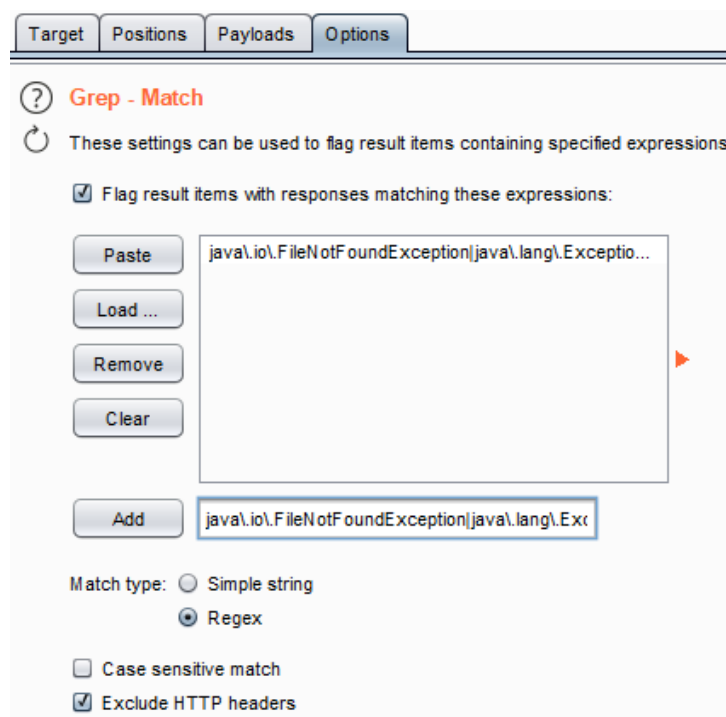 Target Positions Payloads Options
? Grep - Match
These settings can be used to flag result items containing specified expressions
Flag result items with responses matching these expressions:
Paste
java\.io\.FileNotFoundException|java\.lang\.Exceptio...
Load ...
Remove
Clear
Add java\.io\.FileNotFoundException|java\.lang\.Exc
Match type: Simple string
Regex
Case sensitive match
Exclude HTTP headers